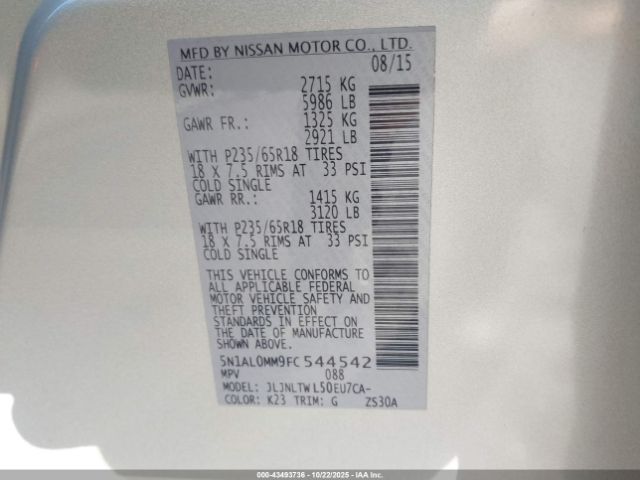 MFD BY NISSAN MOTOR CO., LTD.
DATE: 08/15
GVWR: 2715 KG
5986 LB
GAWR FR.: 1325 KG
2921 LB
WITH P235/65R18 TIRES
18 X 7.5 RIMS AT 33 PSI
COLD SINGLE
GAWR RR.: 1415 KG
3120 LB
WITH P235/65R18 TIRES
18 X 7.5 RIMS AT 33 PSI
COLD SINGLE
THIS VEHICLE CONFORMS TO
ALL APPLICABLE FEDERAL
MOTOR VEHICLE SAFETY AND
THEFT PREVENTION
STANDARDS IN EFFECT ON
THE DATE OF MANUFACTURE
SHOWN ABOVE.
5N1AL0MM9FC544542
MPV 088
MODEL: JLJNLTWL50EU7CA-
COLOR: K23 TRIM: G ZS30A
000-43493736 - 10/22/2025 - IAA Inc.